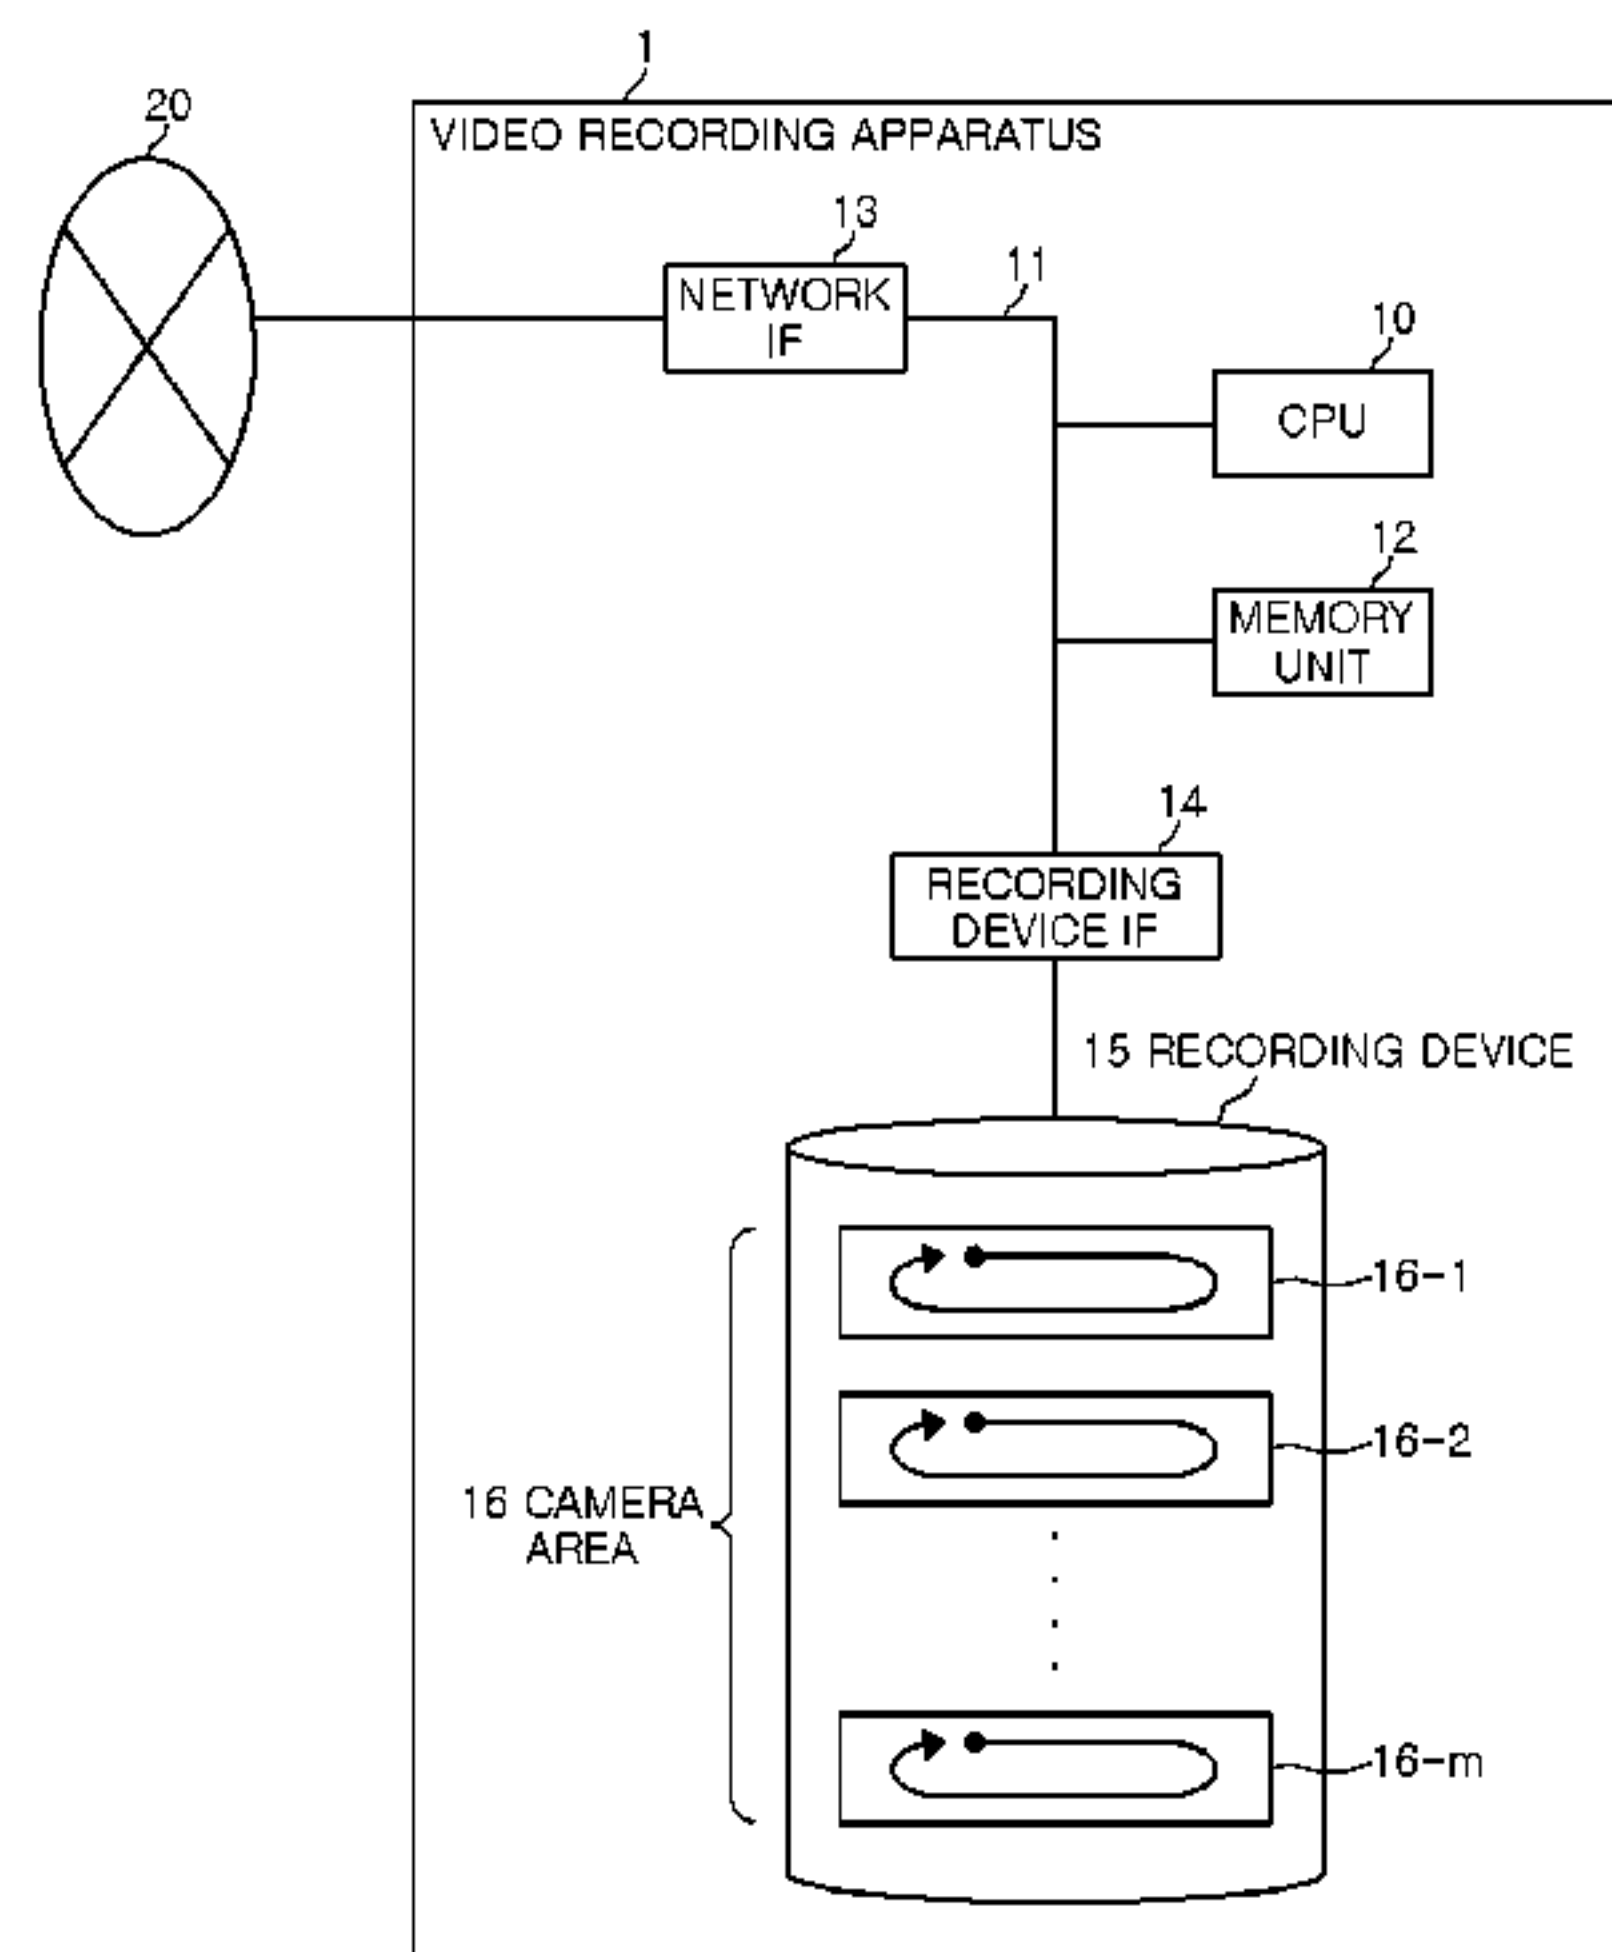 1
20
VIDEO RECORDING APPARATUS
13
NETWORK
IF
11
10
CPU
12
MEMORY
UNIT
14
RECORDING
DEVICE IF
15 RECORDING DEVICE
16-1
16-2
16 CAMERA
AREA
16-m